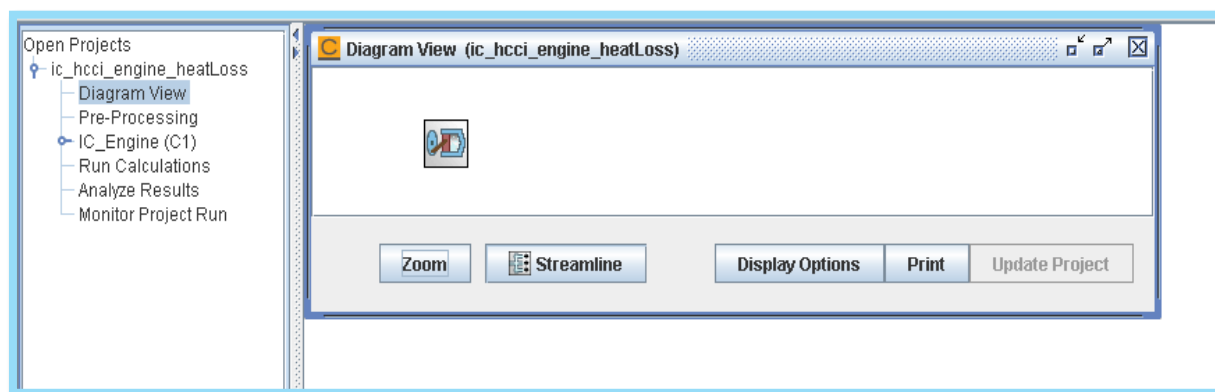 Open Projects
ic_hcci_engine_heatLoss
Diagram View
Pre-Processing
IC_Engine (C1)
Run Calculations
Analyze Results
Monitor Project Run
C Diagram View (ic_hcci_engine_heatLoss)
Zoom Streamline Display Options Print Update Project